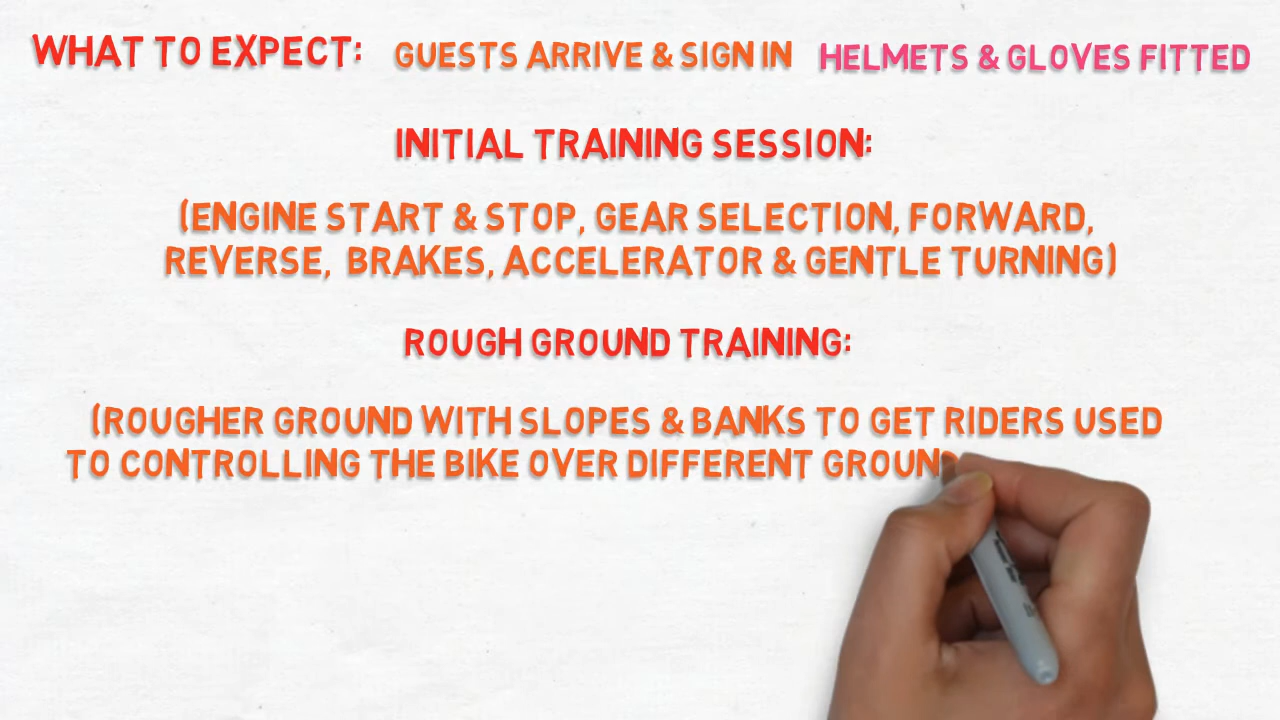 WHAT TO EXPECT: GUESTS ARRIVE & SIGN IN HELMETS & GLOVES FITTED
INITIAL TRAINING SESSION:
(ENGINE START & STOP, GEAR SELECTION, FORWARD,
REVERSE, BRAKES, ACCELERATOR & GENTLE TURNING)
ROUGH GROUND TRAINING:
(ROUGHER GROUND WITH SLOPES & BANKS TO GET RIDERS USED
TO CONTROLLING THE BIKE OVER DIFFERENT GROUND